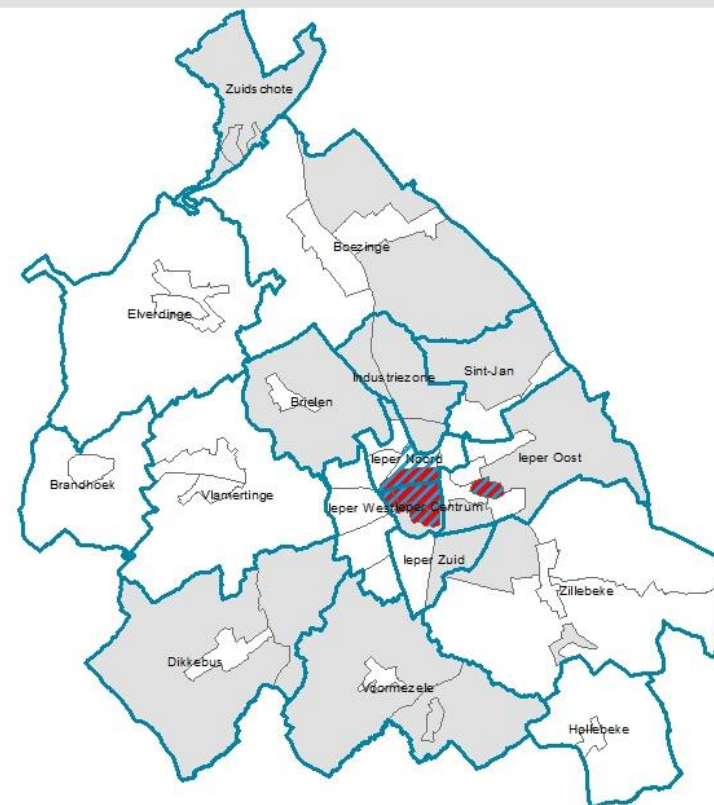 Zuidschote
Boezinge
Elverdinge
Industriezone
Sint-Jan
Brielen
Ieper Noord
Ieper Oost
Brandhoek
Vlamertinge
Ieper West
Ieper Centrum
Ieper Zuid
Zillebeke
Dikkebus
Voormezele
Hollebeke